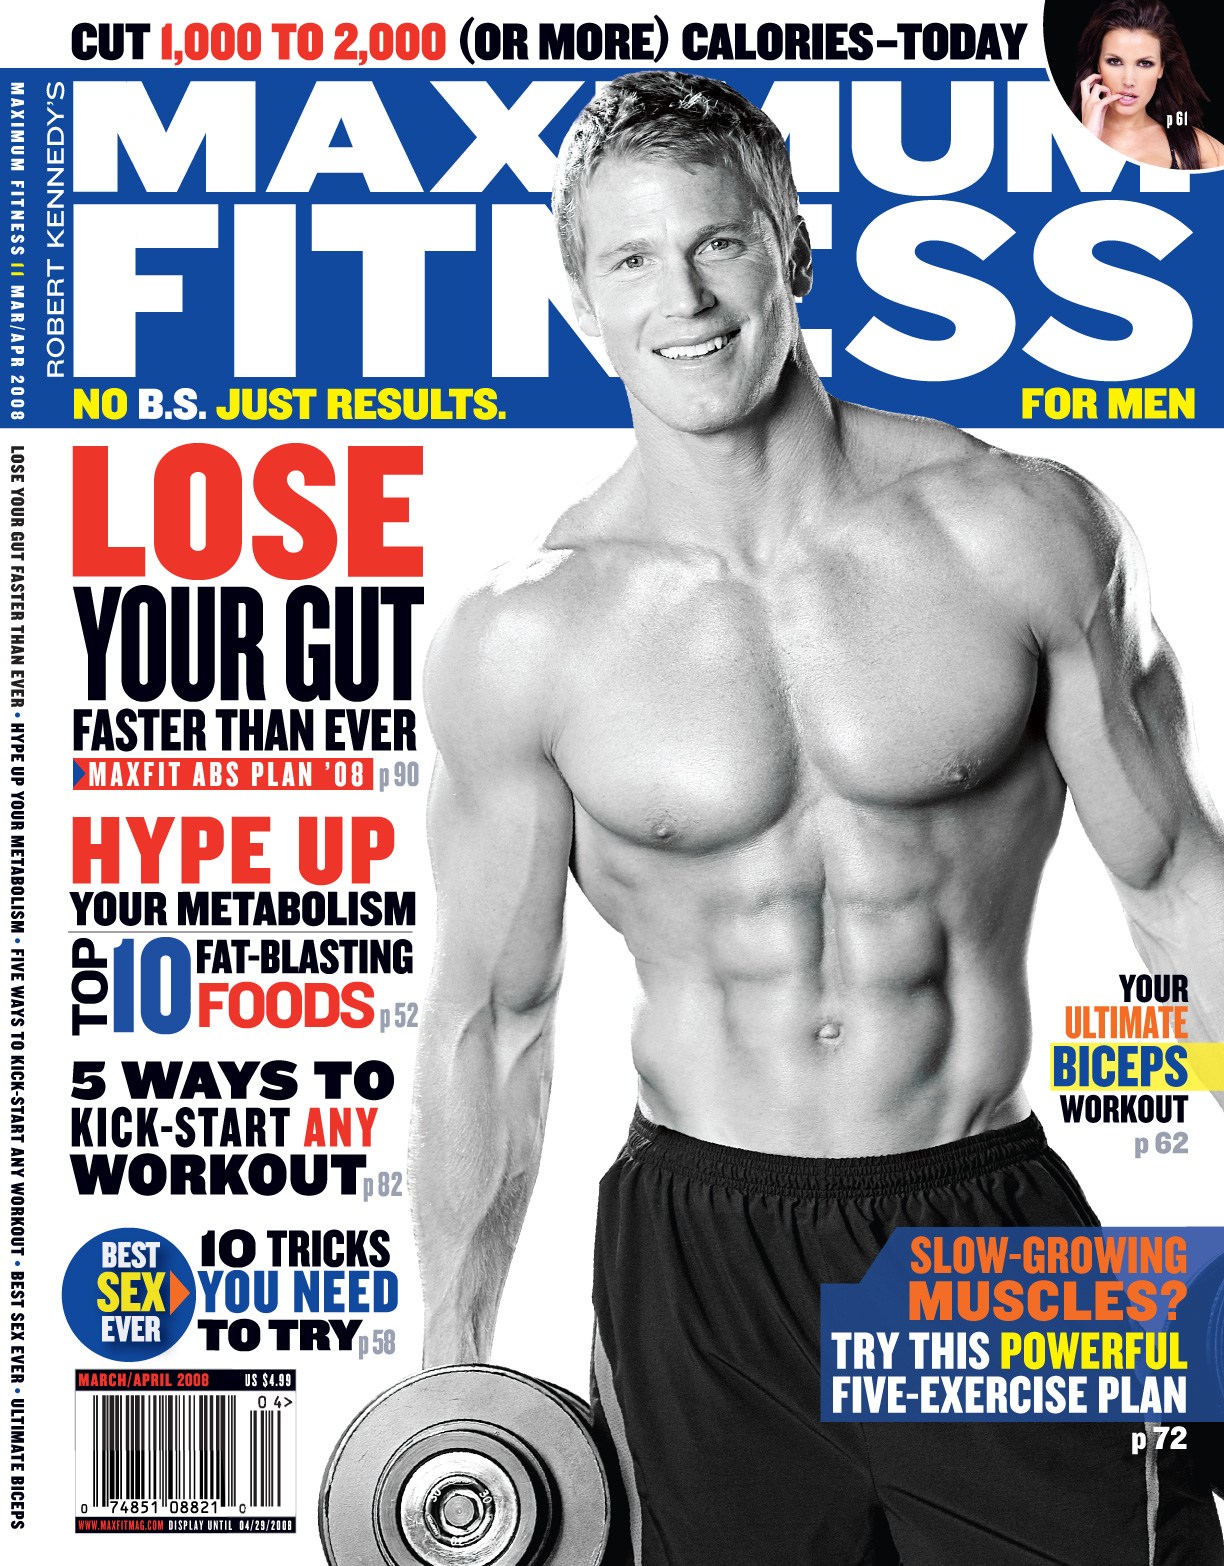 CUT 1,000 TO 2,000 (OR MORE) CALORIES–TODAY
p 61
ROBERT KENNEDY'S
MAXIMUM
FITNESS
NO B.S. JUST RESULTS.
FOR MEN
MAXIMUM FITNESS // MAR/APR 2008
LOSE YOUR GUT FASTER THAN EVER • HYPE UP YOUR METABOLISM • FIVE WAYS TO KICK-START ANY WORKOUT • BEST SEX EVER • ULTIMATE BICEPS
LOSE
YOUR GUT
FASTER THAN EVER
MAXFIT ABS PLAN '08 p 90
HYPE UP
YOUR METABOLISM
TOP 10 FAT-BLASTING
FOODS p 52
5 WAYS TO
KICK-START ANY
WORKOUT p 82
BEST
SEX
EVER
10 TRICKS
YOU NEED
TO TRY p 58
YOUR
ULTIMATE
BICEPS
WORKOUT
p 62
SLOW-GROWING
MUSCLES?
TRY THIS POWERFUL
FIVE-EXERCISE PLAN
p 72
MARCH/APRIL 2008 US $4.99
04>
0 74851 08821 0
WWW.MAXFITMAG.COM DISPLAY UNTIL 04/29/2008